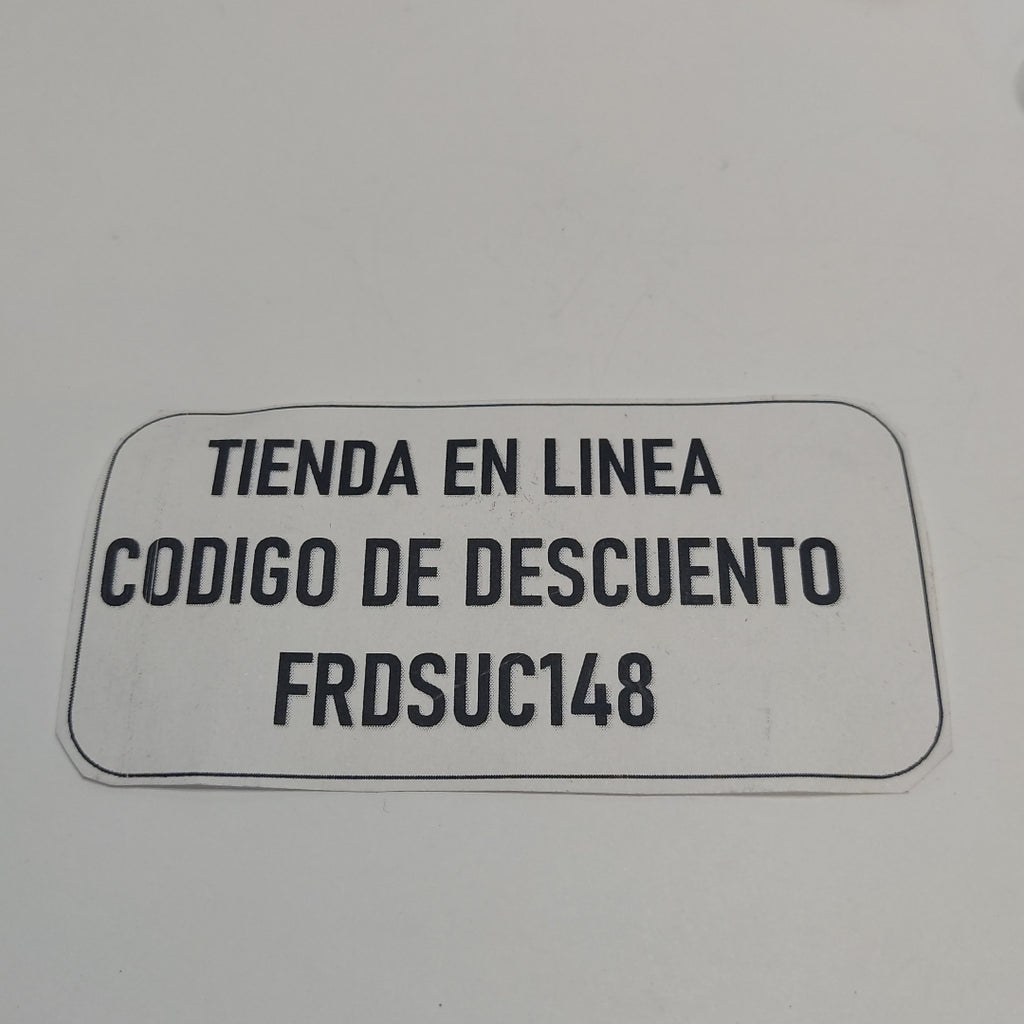 TIENDA EN LINEA
CODIGO DE DESCUENTO
FRDSUC148